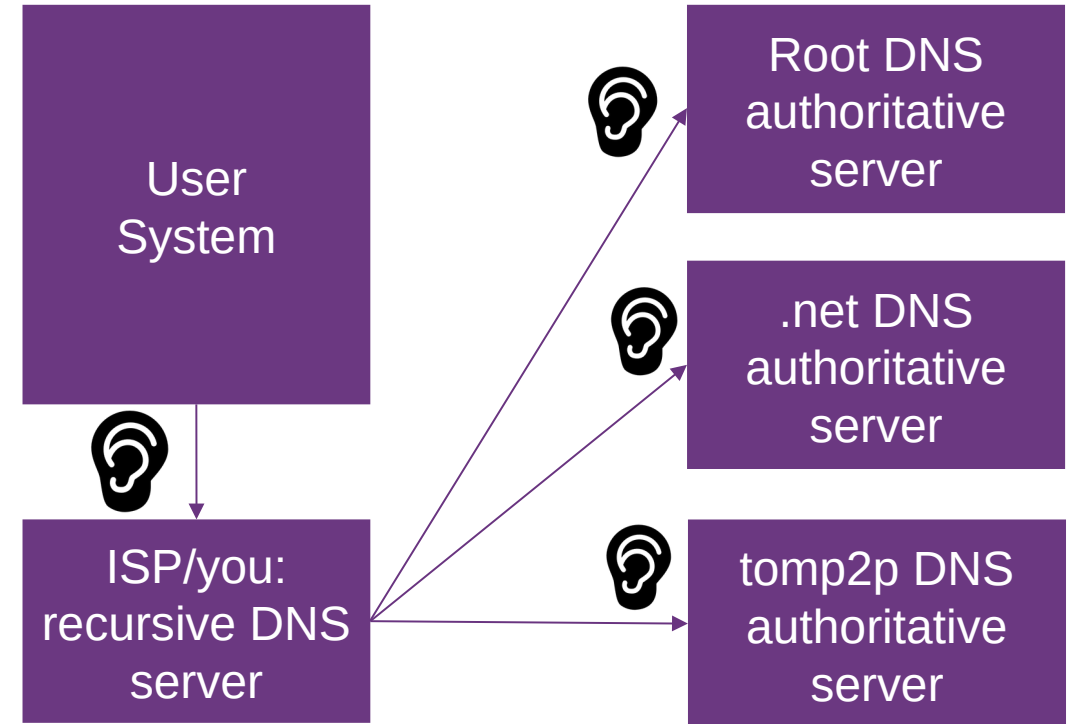 User
System
ISP/you:
recursive DNS
server
Root DNS
authoritative
server
.net DNS
authoritative
server
tomp2p DNS
authoritative
server